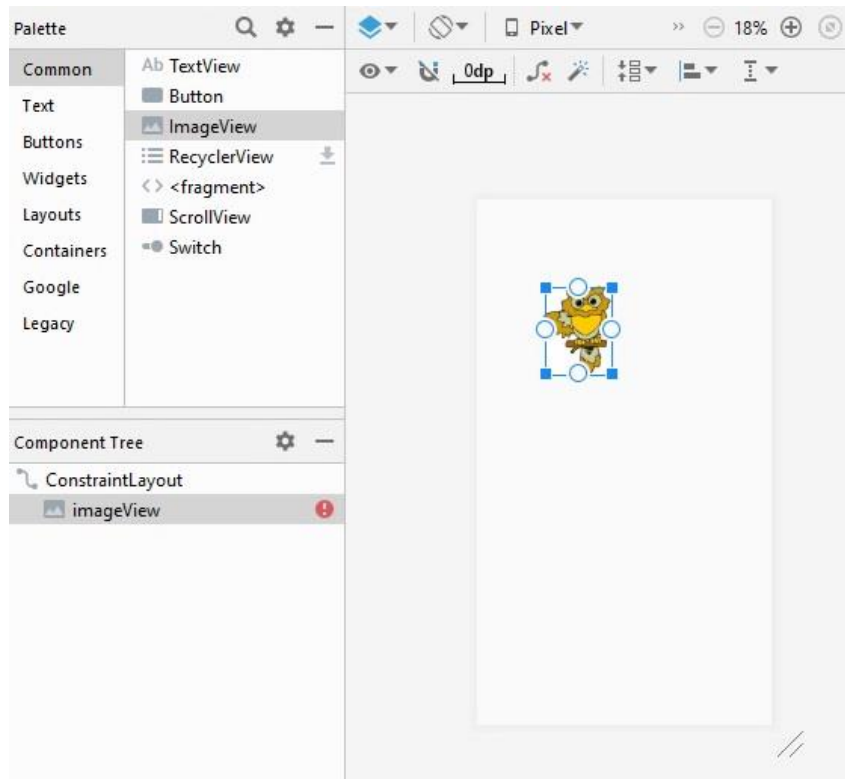 Palette
Pixel
18%
Common
Text
Buttons
Widgets
Layouts
Containers
Google
Legacy
Ab TextView
Button
ImageView
RecyclerView
<> <fragment>
ScrollView
Switch
0dp
Component Tree
ConstraintLayout
imageView